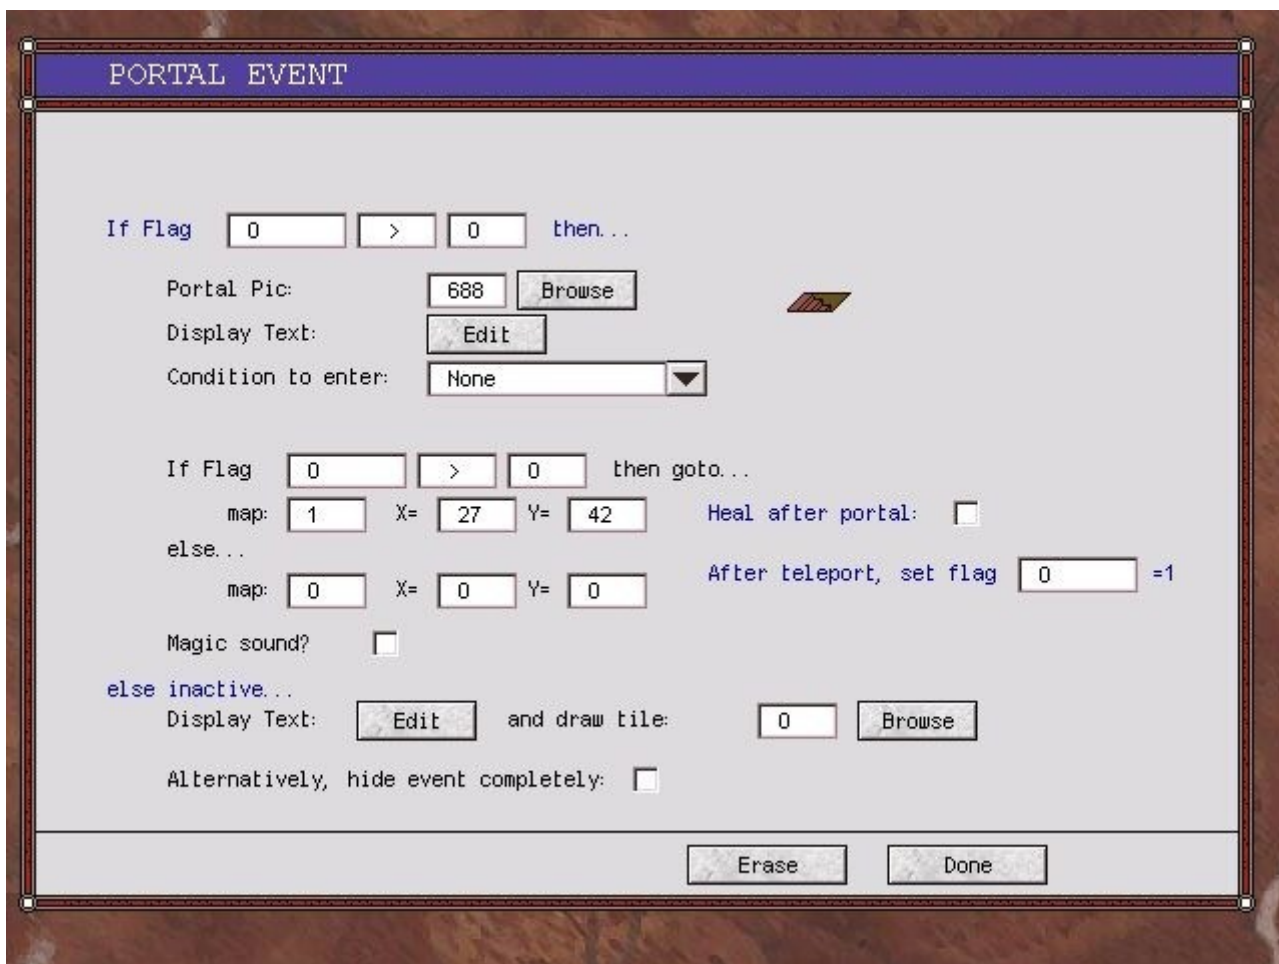 PORTAL EVENT
If Flag 0 > 0 then...
Portal Pic: 688 Browse
Display Text: Edit
Condition to enter: None
If Flag 0 > 0 then goto...
map: 1 X= 27 Y= 42 Heal after portal:
else...
After teleport, set flag 0 =1
map: 0 X= 0 Y= 0
Magic sound?
else inactive...
Display Text: Edit and draw tile: 0 Browse
Alternatively, hide event completely:
Erase Done